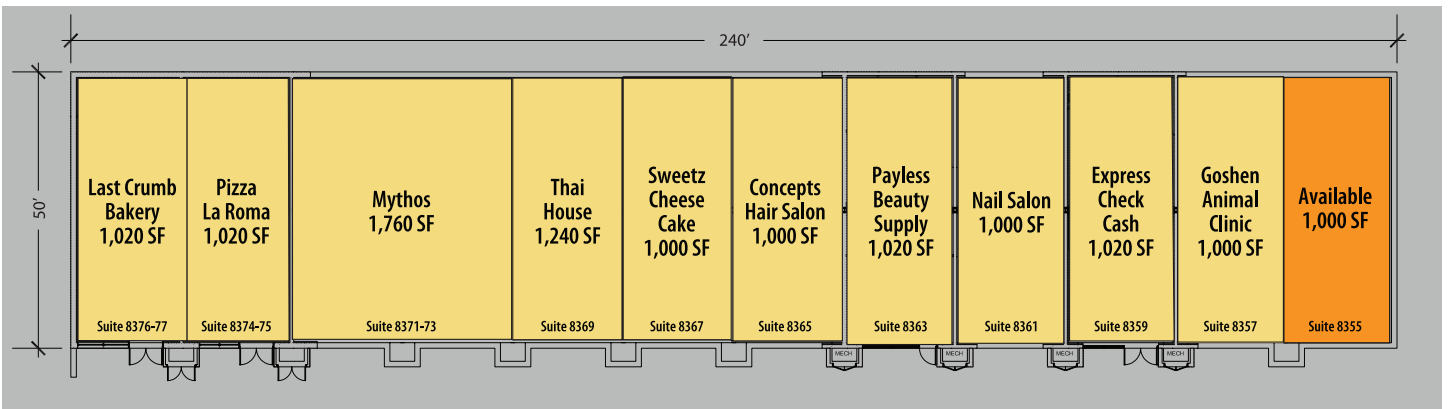 240’
50’
Last Crumb
Bakery
1,020 SF
Suite 8376-77
Pizza
La Roma
1,020 SF
Suite 8374-75
Mythos
1,760 SF
Suite 8371-73
Thai
House
1,240 SF
Suite 8369
Sweetz
Cheese
Cake
1,000 SF
Suite 8367
Concepts
Hair Salon
1,000 SF
Suite 8365
Payless
Beauty
Supply
1,020 SF
Suite 8363
Nail Salon
1,000 SF
Suite 8361
Express
Check
Cash
1,020 SF
Suite 8359
Goshen
Animal
Clinic
1,000 SF
Suite 8357
Available
1,000 SF
Suite 8355
MECH
MECH
MECH
MECH